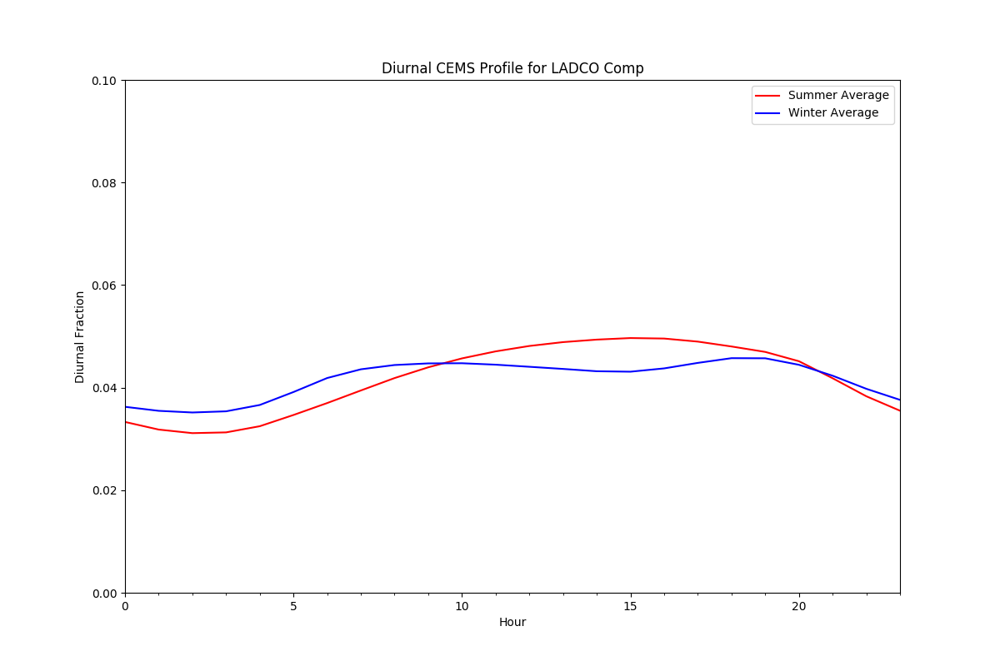 Diurnal CEMS Profile for LADCO Comp
0.10
0.08
0.06
0.04
0.02
0.00
Diurnal Fraction
Summer Average
Winter Average
0 5 10 15 20
Hour